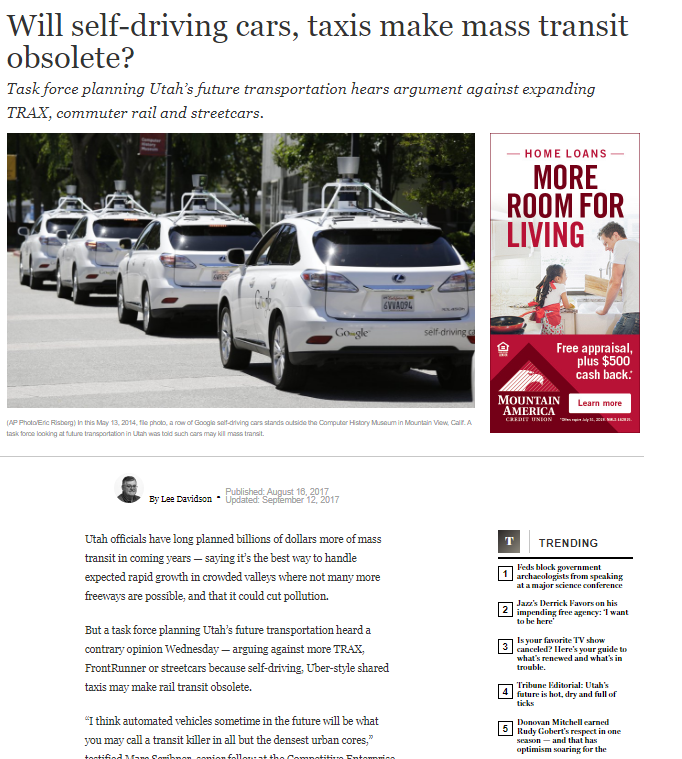 Will self-driving cars, taxis make mass transit
obsolete?
Task force planning Utah’s future transportation hears argument against expanding
TRAX, commuter rail and streetcars.
Google
self-driving ca
(AP Photo/Eric Risberg) In this May 13, 2014, file photo, a row of Google self-driving cars stands outside the Computer History Museum in Mountain View, Calif. A
task force looking at future transportation in Utah was told such cars may kill mass transit.
HOME LOANS
MORE
ROOM FOR
LIVING
Free appraisal,
plus $500
cash back.*
MOUNTAIN
AMERICA
CREDIT UNION
Learn more
By Lee Davidson •
Published: August 16, 2017
Updated: September 12, 2017
Utah officials have long planned billions of dollars more of mass
transit in coming years — saying it’s the best way to handle
expected rapid growth in crowded valleys where not many more
freeways are possible, and that it could cut pollution.
But a task force planning Utah’s future transportation heard a
contrary opinion Wednesday — arguing against more TRAX,
FrontRunner or streetcars because self-driving, Uber-style shared
taxis may make rail transit obsolete.
“I think automated vehicles sometime in the future will be what
you may call a transit killer in all but the densest urban cores,”
testified Marc Scribner, senior fellow at the Competitive Enterprise
T
TRENDING
1
Feds block government
archaeologists from speaking
at a major science conference
2
Jazz’s Derrick Favors on his
impending free agency: ‘I want
to be here’
3
Is your favorite TV show
canceled? Here’s your guide to
what’s renewed and what’s in
trouble.
4
Tribune Editorial: Utah’s
future is hot, dry and full of
ticks
5
Donovan Mitchell earned
Rudy Gobert’s respect in one
season — and that has
optimism soaring for the